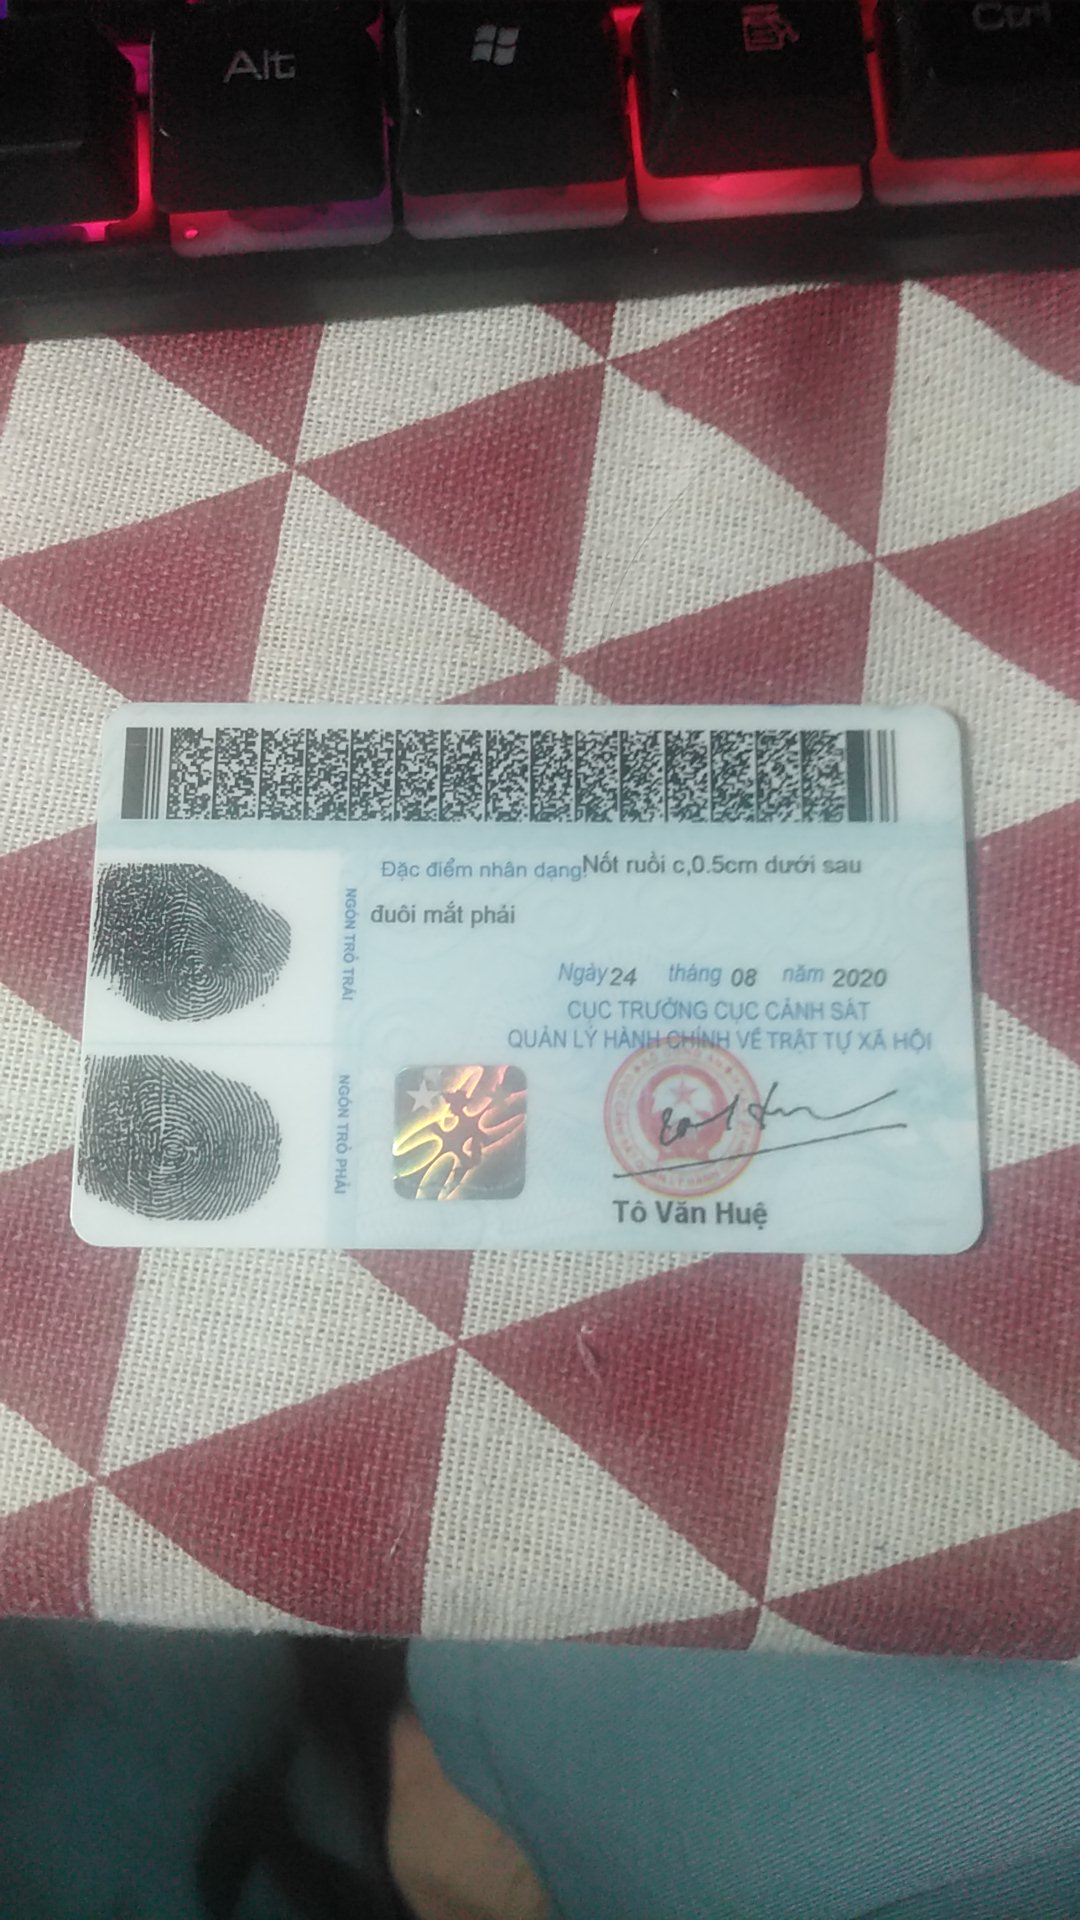 Alt
Ctrl
Đặc điểm nhân dạng: Nốt ruồi c,0.5cm dưới sau
đuôi mắt phải
NGÓN TRỎ TRÁI
Ngày 24 tháng 08 năm 2020
CỤC TRƯỞNG CỤC CẢNH SÁT
QUẢN LÝ HÀNH CHÍNH VỀ TRẬT TỰ XÃ HỘI
NGÓN TRỎ PHẢI
Tô Văn Huệ